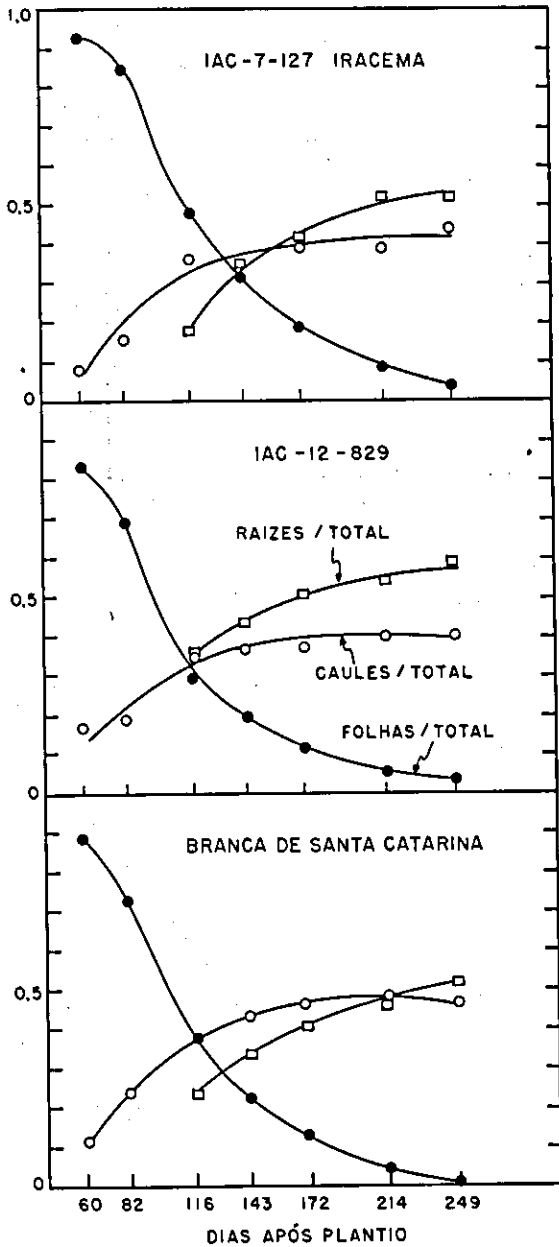 1,0
IAC-7-127 IRACEMA
0,5
0
IAC-12-829
RAIZES / TOTAL
0,5
CAULES / TOTAL
FOLHAS / TOTAL
0
BRANCA DE SANTA CATARINA
0,5
0
60 82 116 143 172 214 249
DIAS APÓS PLANTIO